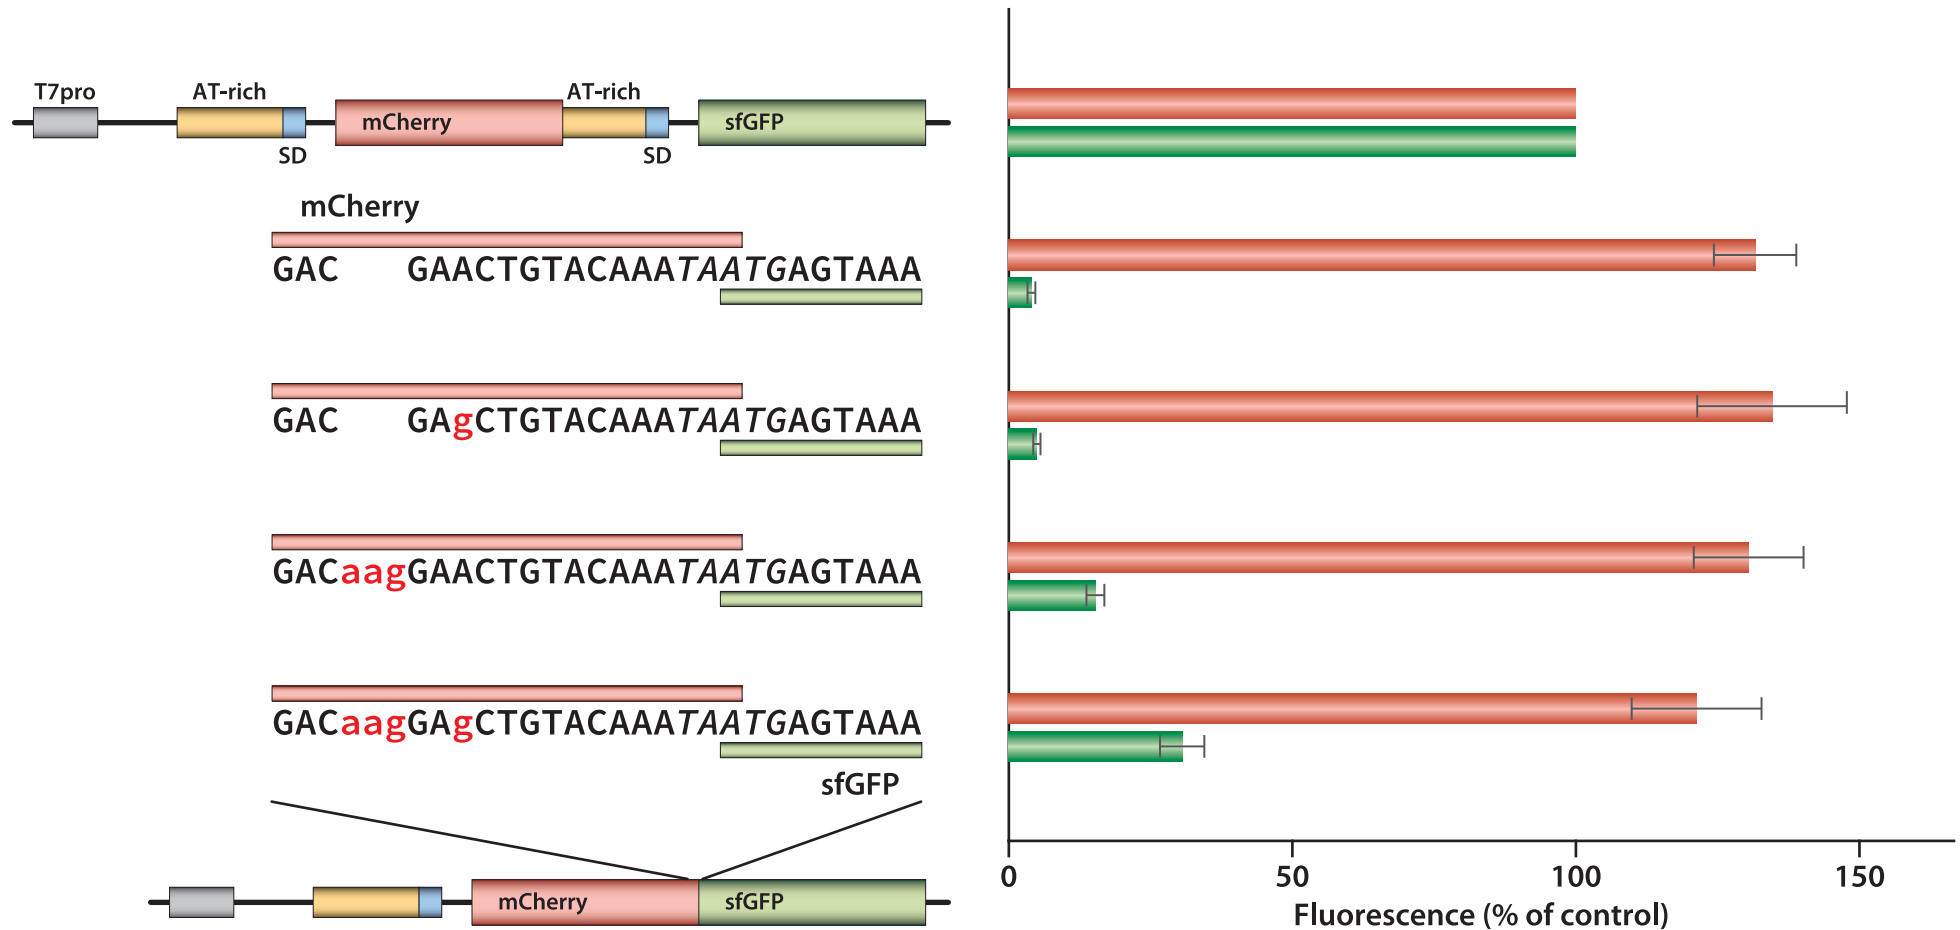 T7pro AT-rich AT-rich
mCherry sfGFP
SD SD
mCherry
GAC GAACTGTACAAATAATGAGTAAA
GAC GAgCTGTACAAATAATGAGTAAA
GACaagGAACTGTACAAATAATGAGTAAA
GACaagGAgCTGTACAAATAATGAGTAAA
sfGFP
mCherry sfGFP
0 50 100 150
Fluorescence (% of control)